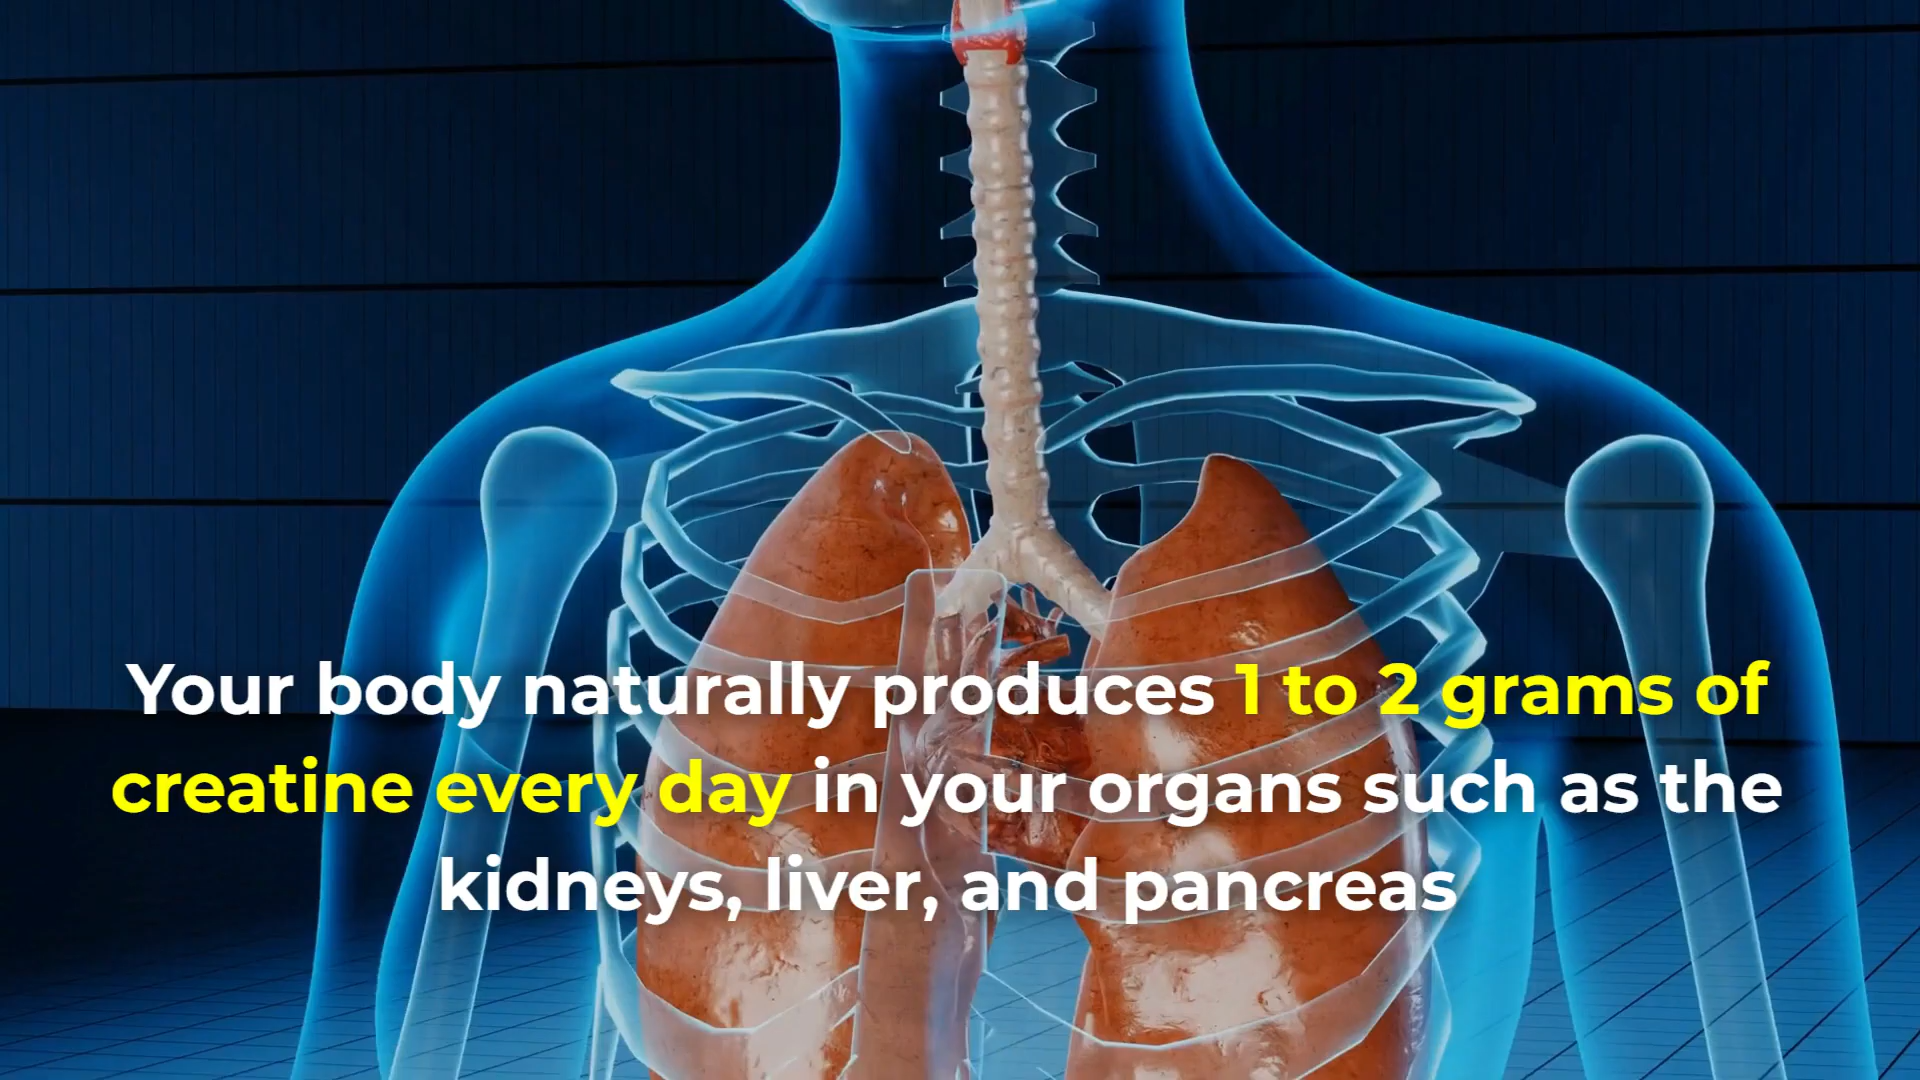 Your body naturally produces 1 to 2 grams of
creatine every day in your organs such as the
kidneys, liver, and pancreas